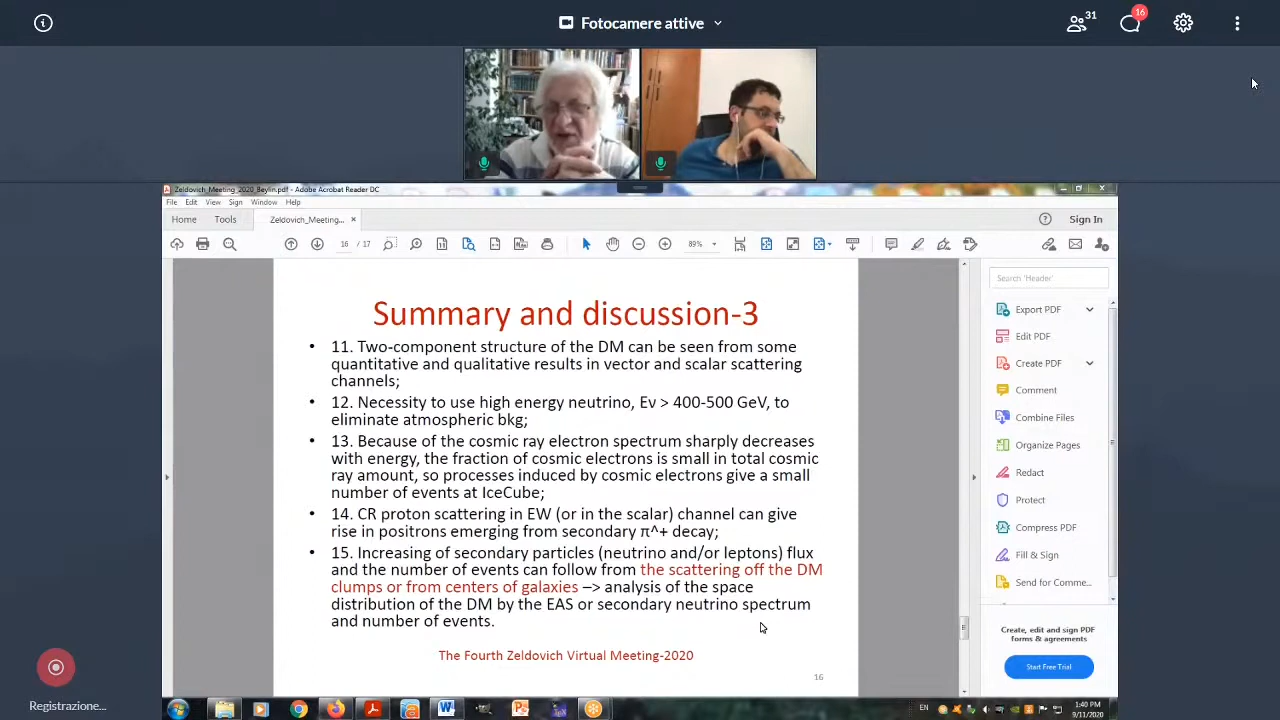 Fotocamere attive
31
16
Zeldovich_Meeting_2020_Beylin.pdf - Adobe Acrobat Reader DC
File Edit View Sign Window Help
Home Tools Zeldovich_Meeting... ×
Sign In
16 / 17
89%
Search 'Header'
Export PDF
Edit PDF
Create PDF
Comment
Combine Files
Organize Pages
Redact
Protect
Compress PDF
Fill & Sign
Send for Comme...
Create, edit and sign PDF
forms & agreements
Start Free Trial
Summary and discussion-3
• 11. Two-component structure of the DM can be seen from some
quantitative and qualitative results in vector and scalar scattering
channels;
• 12. Necessity to use high energy neutrino, Eν > 400-500 GeV, to
eliminate atmospheric bkg;
• 13. Because of the cosmic ray electron spectrum sharply decreases
with energy, the fraction of cosmic electrons is small in total cosmic
ray amount, so processes induced by cosmic electrons give a small
number of events at IceCube;
• 14. CR proton scattering in EW (or in the scalar) channel can give
rise in positrons emerging from secondary π^+ decay;
• 15. Increasing of secondary particles (neutrino and/or leptons) flux
and the number of events can follow from the scattering off the DM
clumps or from centers of galaxies –> analysis of the space
distribution of the DM by the EAS or secondary neutrino spectrum
and number of events.
The Fourth Zeldovich Virtual Meeting-2020
16
Registrazione...
EN
1:40 PM
9/11/2020